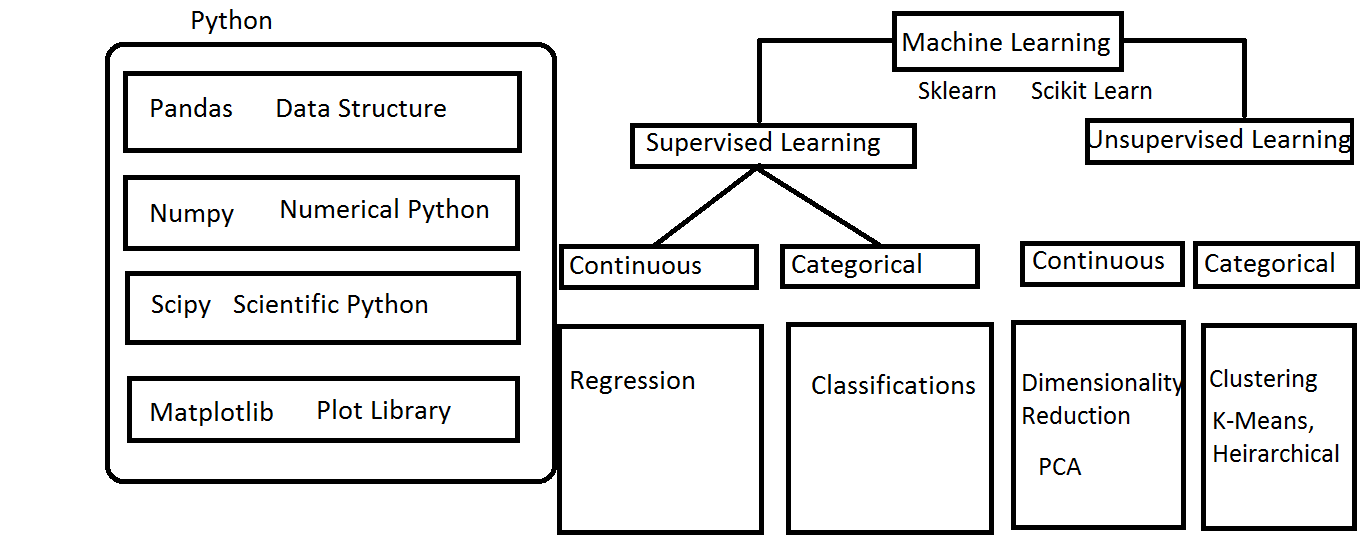 Python
Pandas Data Structure
Numpy Numerical Python
Scipy Scientific Python
Matplotlib Plot Library
Machine Learning
Sklearn Scikit Learn
Supervised Learning
Unsupervised Learning
Continuous
Categorical
Continuous
Categorical
Regression
Classifications
Dimensionality
Reduction
PCA
Clustering
K-Means,
Heirarchical